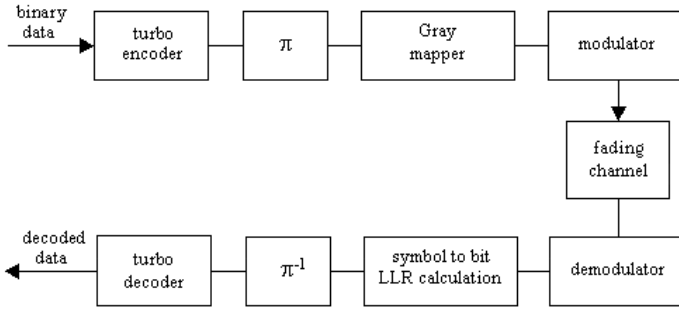 binary
data
turbo
encoder
π
Gray
mapper
modulator
fading
channel
decoded
data
turbo
decoder
π-1
symbol to bit
LLR calculation
demodulator